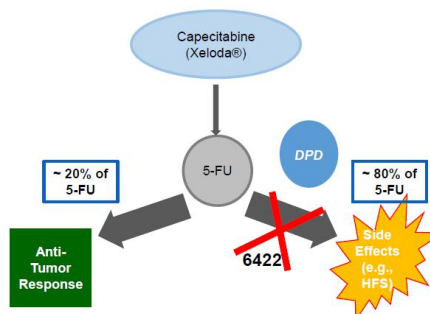 Capecitabine
(Xeloda®)
~ 20% of
5-FU
5-FU
DPD
~ 80% of
5-FU
Anti-
Tumor
Response
6422
Side
Effects
(e.g.,
HFS)